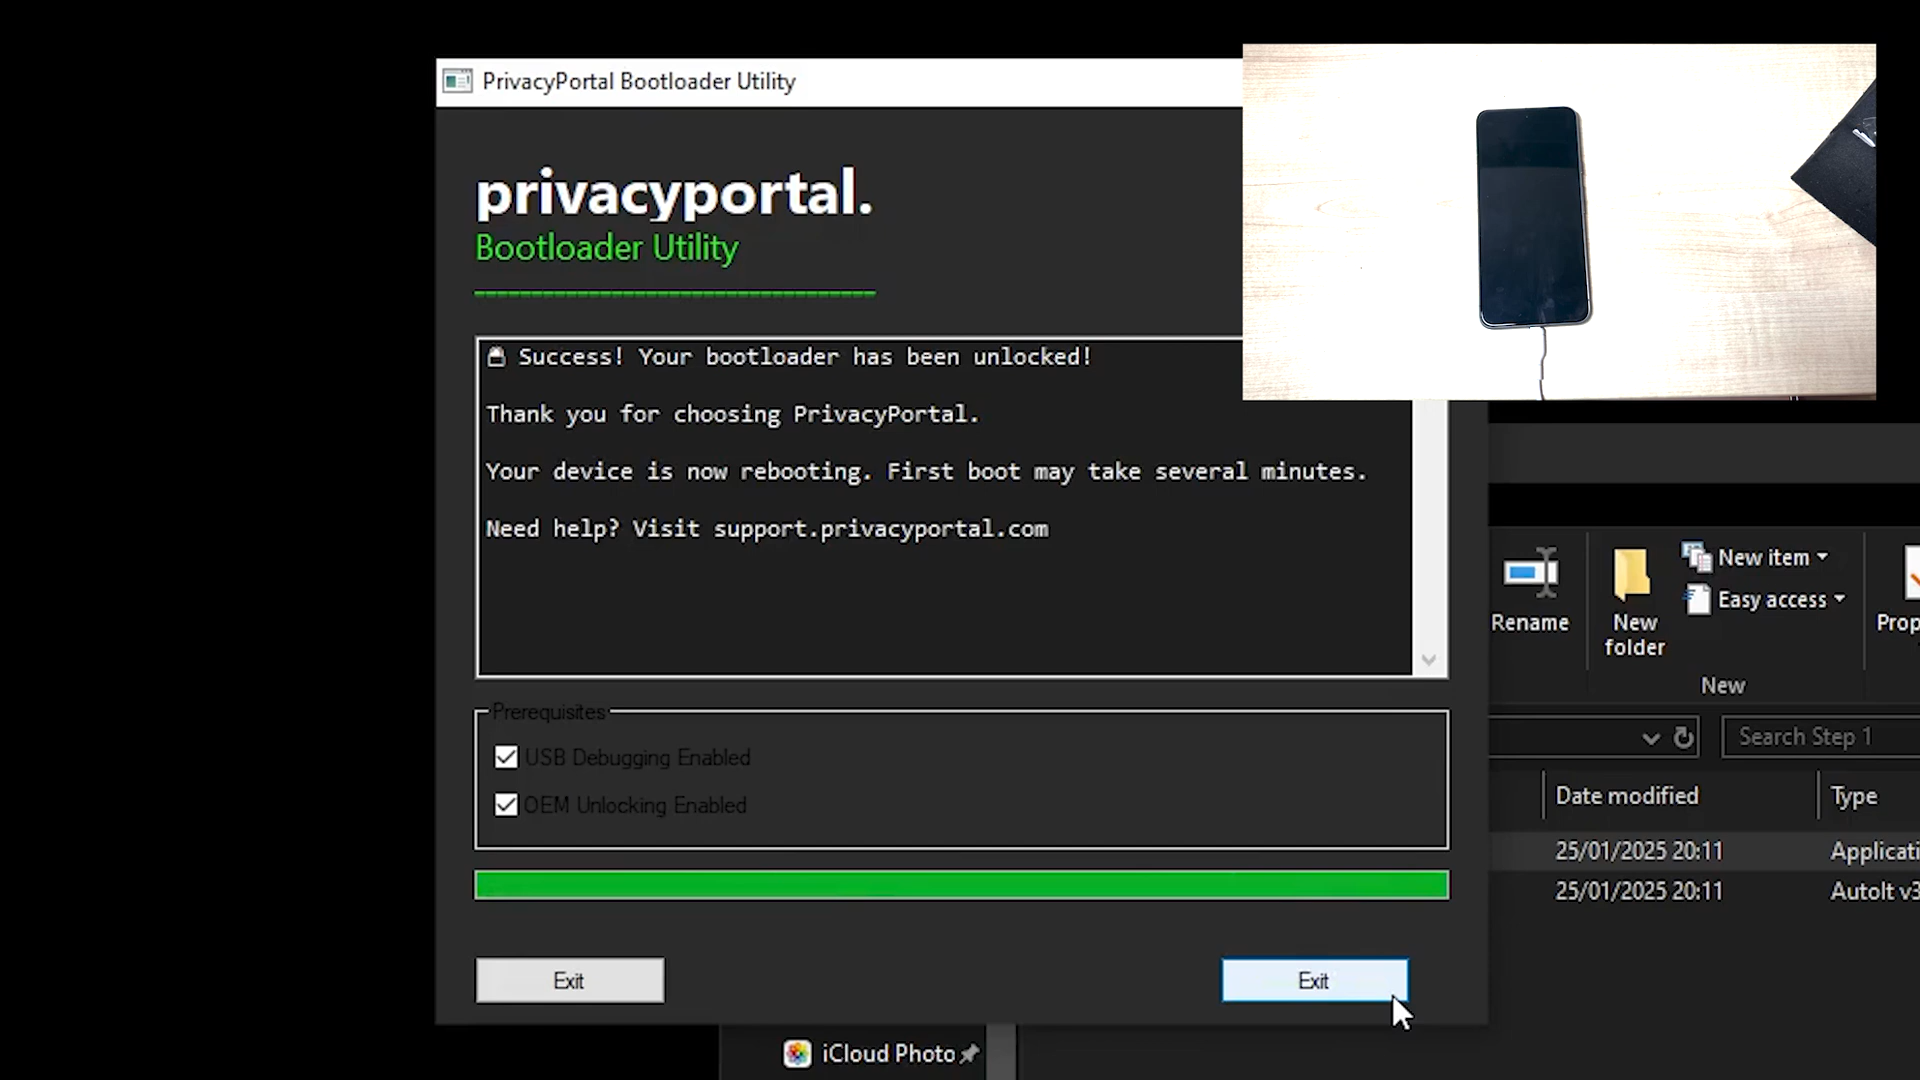 PrivacyPortal Bootloader Utility
privacyportal.
Bootloader Utility
Success! Your bootloader has been unlocked!
Thank you for choosing PrivacyPortal.
Your device is now rebooting. First boot may take several minutes.
Need help? Visit support.privacyportal.com
Prerequisites
USB Debugging Enabled
OEM Unlocking Enabled
Exit
Exit
Rename
New
folder
New item
Easy access
Prop
New
Search Step 1
Date modified
Type
25/01/2025 20:11
Applicati
25/01/2025 20:11
AutoIt v3
iCloud Photo